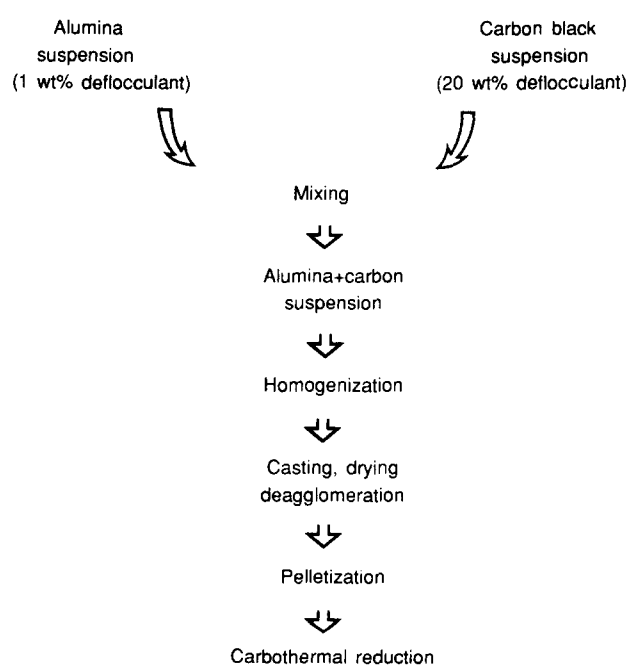 Alumina
suspension
(1 wt% deflocculant)
Carbon black
suspension
(20 wt% deflocculant)
Mixing
Alumina+carbon
suspension
Homogenization
Casting, drying
deagglomeration
Pelletization
Carbothermal reduction